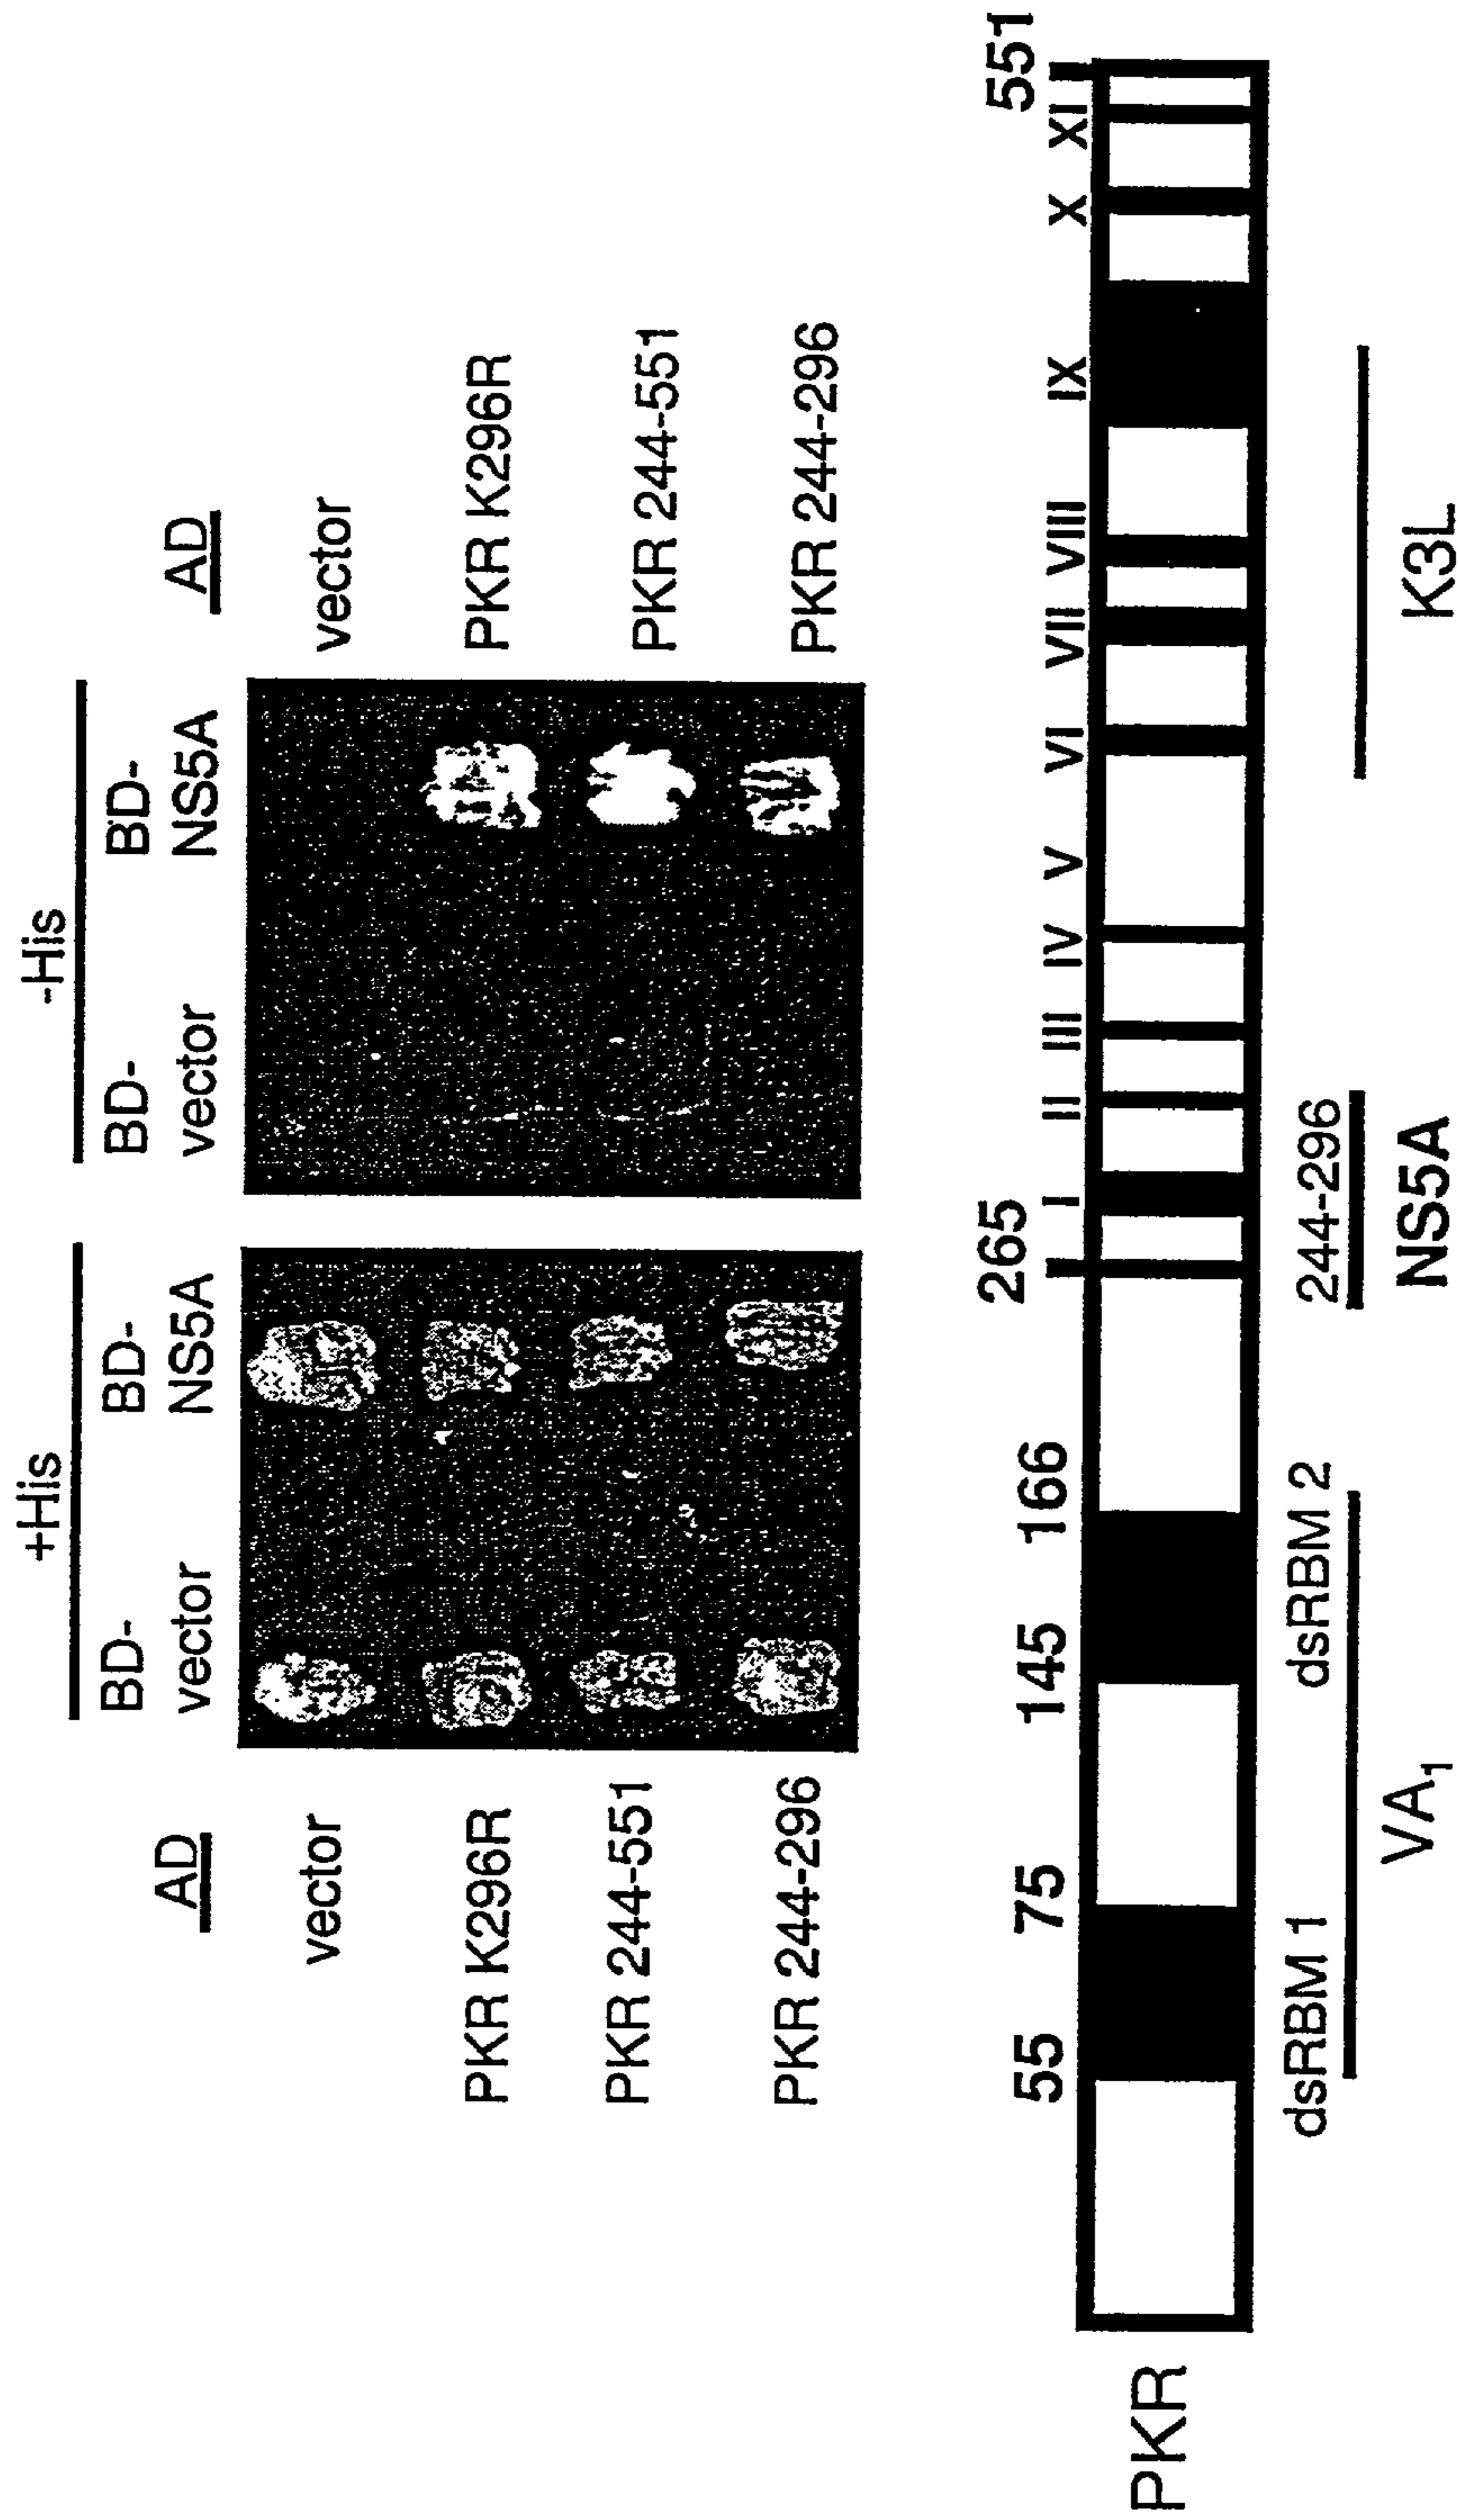 +His
-His
BD-
BD-
BD-
BD-
AD
vector
NS5A
vector
NS5A
AD
vector
vector
PKR K296R
PKR K296R
PKR 244-551
PKR 244-551
PKR 244-296
PKR 244-296
265
551
55
75
145
166
I
II
III
IV
V
VI
VII
VIII
IX
X
XI
PKR
dsRBM 1
dsRBM 2
244-296
VA1
NS5A
K3L